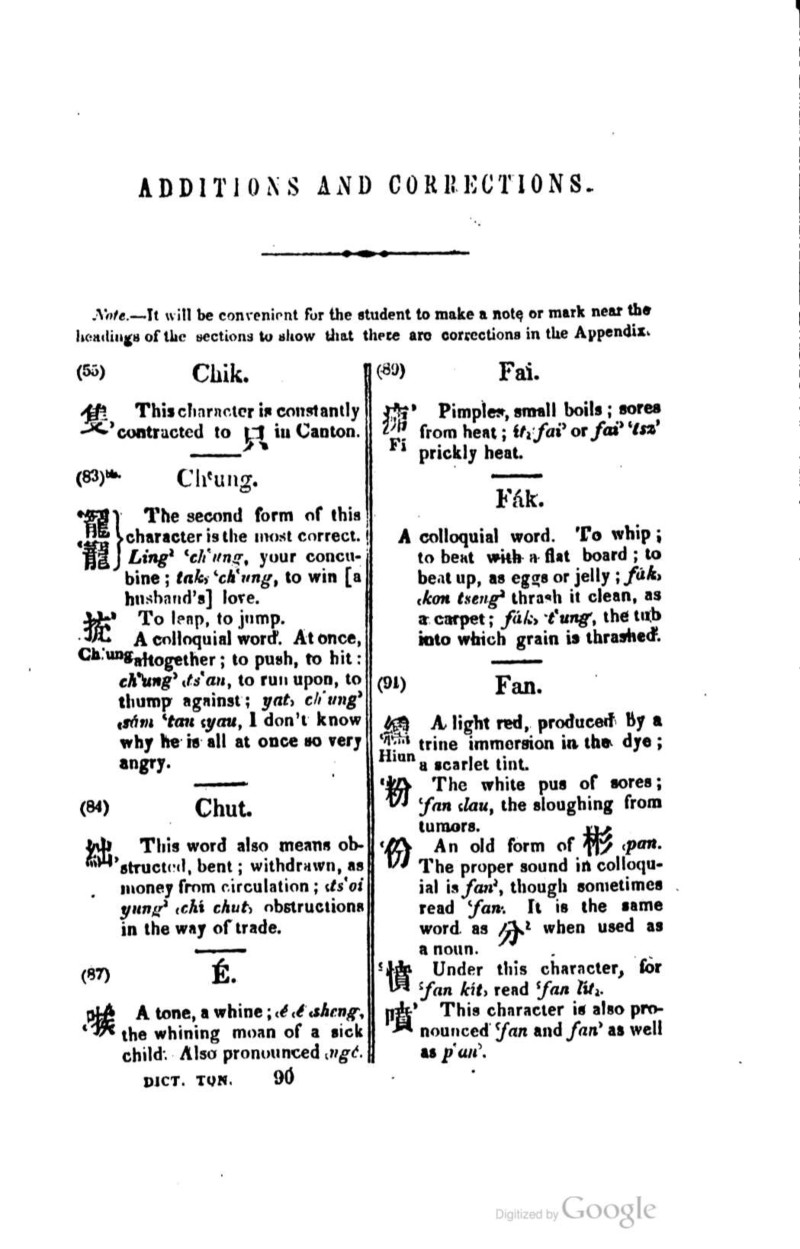 ADDITIONS AND CORRECTIONS.
Note.—It will be convenient for the student to make a note or mark near the
headings of the sections to show that there are corrections in the Appendix.
(55) Chik.
隻 This character is constantly
contracted to 只 in Canton.
(83) Ch'ung.
寵 The second form of this
character is the most correct.
Ling² 'ch'ung, your concu-
bine; tak, 'ch'ung, to win [a
husband's] love.
To leap, to jump.
A colloquial word. At once,
Ch'ung altogether; to push, to hit:
ch'ung' ts'an, to run upon, to
thump against; yat, ch'ung'
sám 'tau yau, I don't know
why he is all at once so very
angry.
(84) Chut.
絀 This word also means ob-
structed, bent; withdrawn, as
money from circulation; ts'oi
yung² chi chut, obstructions
in the way of trade.
(87) É.
A tone, a whine; é é sheng,
the whining moan of a sick
child. Also pronounced ngé.
DICT. TON. 90
(89) Fai.
疿' Pimples, small boils; sores
Fi from heat; it, fai' or fai' 'tsz'
prickly heat.
Fák.
A colloquial word. To whip;
to beat with a flat board; to
beat up, as eggs or jelly; fák,
kon tseng² thrash it clean, as
a carpet; fák, 't'ung, the tub
into which grain is thrashed.
(91) Fan.
A light red, produced by a
trine immersion in the dye;
Hiun a scarlet tint.
'粉 The white pus of sores;
'fan lau, the sloughing from
tumors.
'份 An old form of 彬 pan.
The proper sound in colloqu-
ial is fan², though sometimes
read 'fan. It is the same
word as 分² when used as
a noun.
憤 Under this character, for
'fan kit, read 'fan lit.
噴' This character is also pro-
nounced 'fan and fan' as well
as p'an'.
Digitized by Google